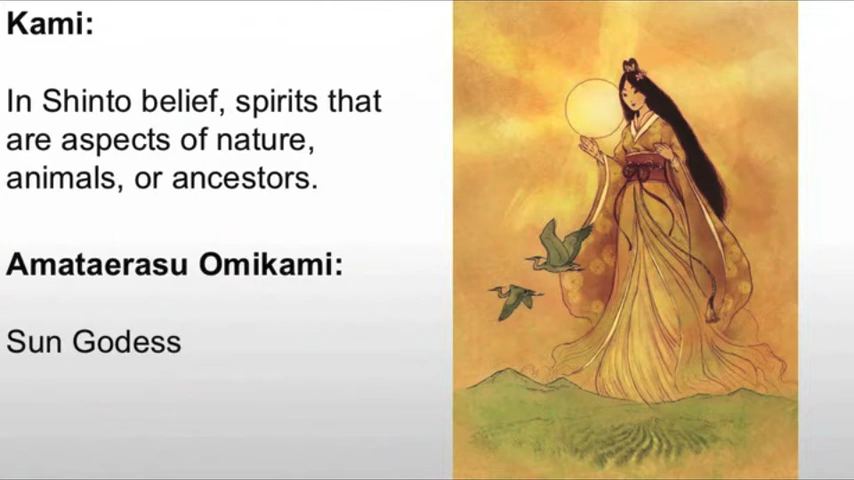 Kami:
In Shinto belief, spirits that
are aspects of nature,
animals, or ancestors.
Amataerasu Omikami:
Sun Godess